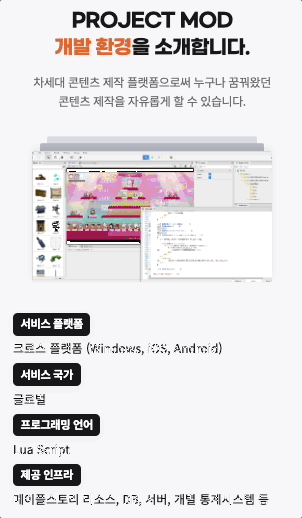 PROJECT MOD
개발 환경을 소개합니다.
차세대 콘텐츠 제작 플랫폼으로써 누구나 꿈꿔왔던
콘텐츠 제작을 자유롭게 할 수 있습니다.
서비스 플랫폼
크로스 플랫폼 (Windows, iOS, Android)
서비스 국가
글로벌
프로그래밍 언어
Lua Script
제공 인프라
메이플스토리 리소스, DB, 서버, 개별 통제시스템 등